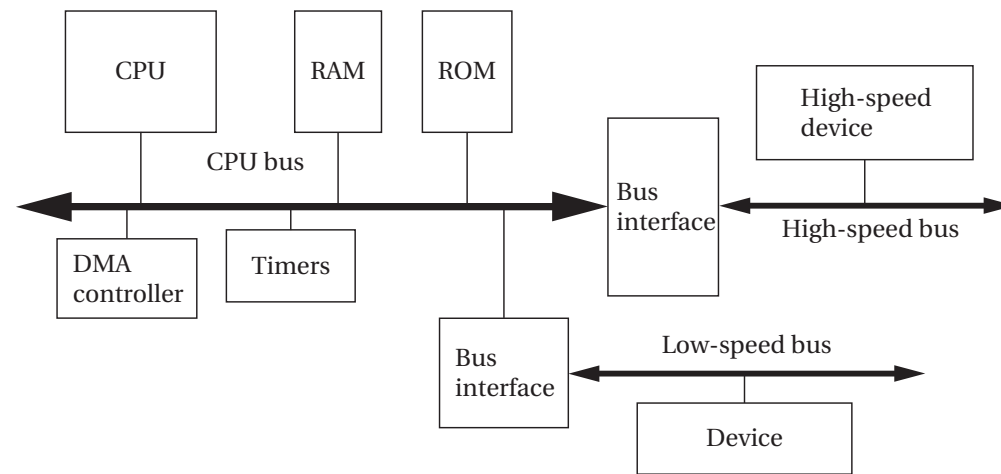 CPU
RAM
ROM
High-speed
device
CPU bus
Bus
interface
High-speed bus
DMA
controller
Timers
Bus
interface
Low-speed bus
Device